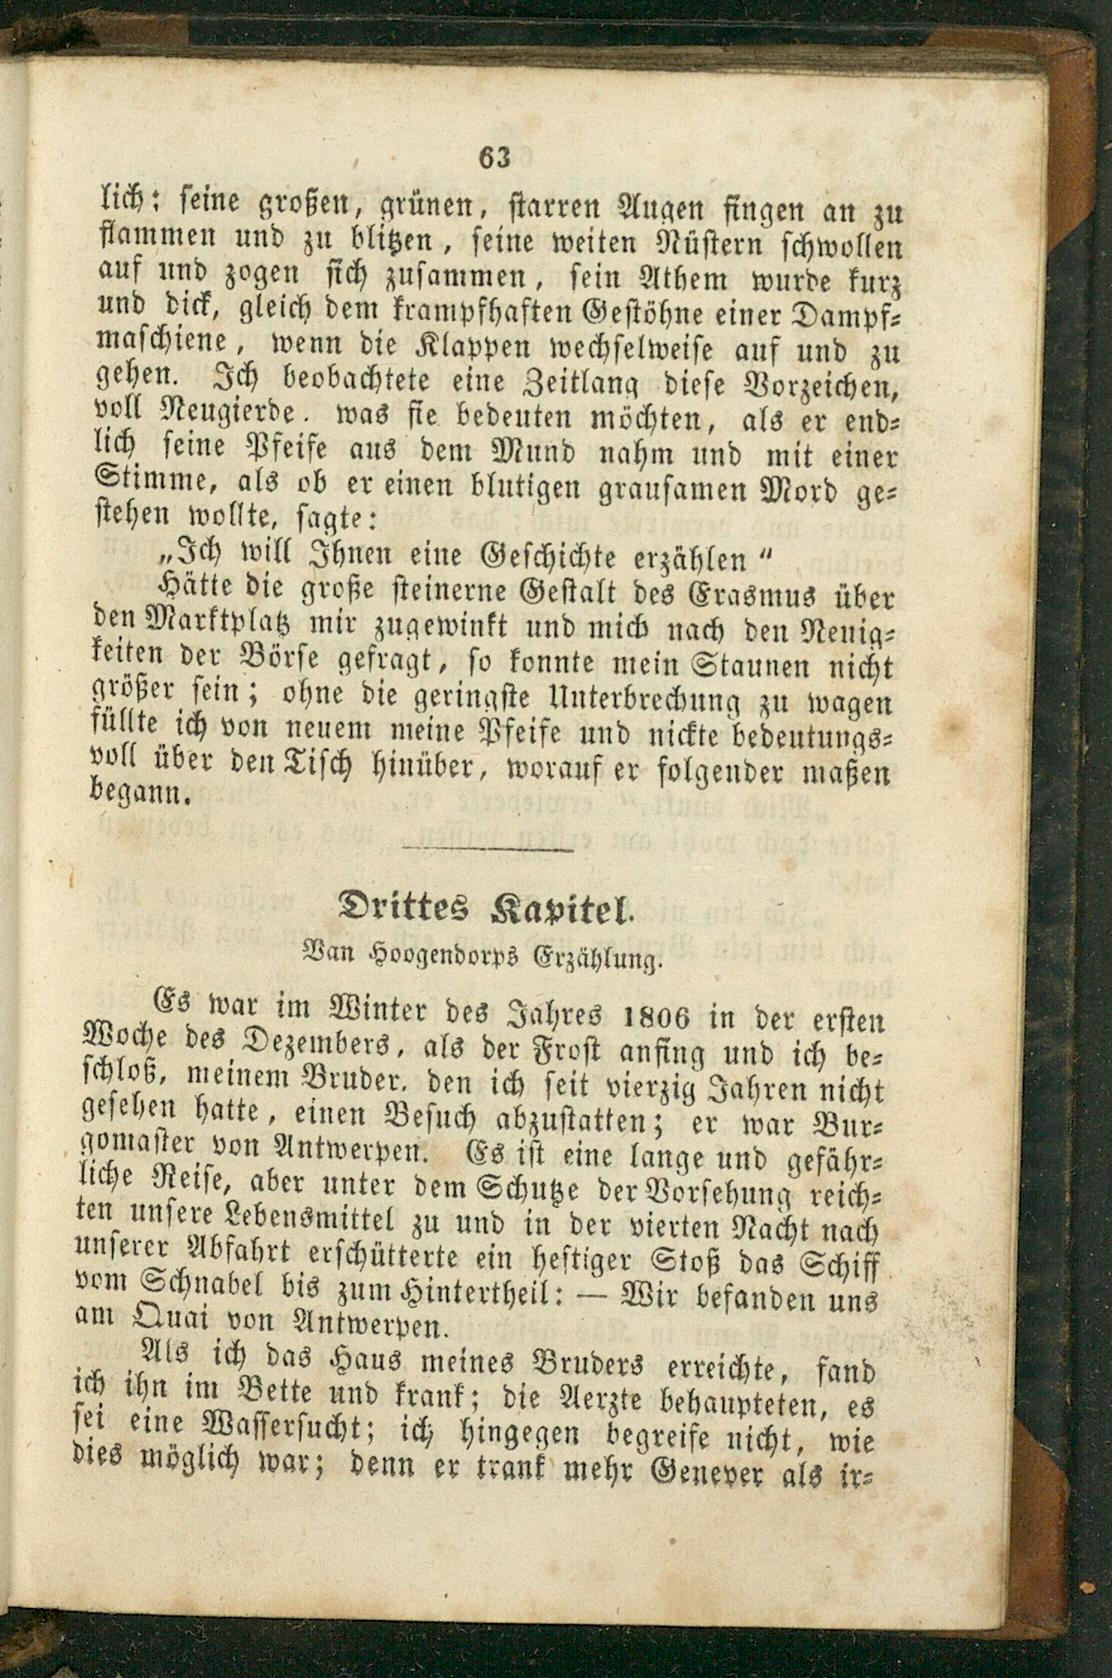 63
lich: seine großen, grünen, starren Augen fingen an zu
flammen und zu blitzen, seine weiten Nüstern schwollen
auf und zogen sich zusammen, sein Athem wurde kurz
und dick, gleich dem krampfhaften Gestöhne einer Dampf-
maschiene, wenn die Klappen wechselweise auf und zu
gehen. Ich beobachtete eine Zeitlang diese Vorzeichen,
voll Neugierde. was sie bedeuten möchten, als er end-
lich seine Pfeife aus dem Mund nahm und mit einer
Stimme, als ob er einen blutigen grausamen Mord ge-
stehen wollte, sagte:
„Ich will Ihnen eine Geschichte erzählen“
Hätte die große steinerne Gestalt des Erasmus über
den Marktplatz mir zugewinkt und mich nach den Neuig-
keiten der Börse gefragt, so konnte mein Staunen nicht
größer sein; ohne die geringste Unterbrechung zu wagen
füllte ich von neuem meine Pfeife und nickte bedeutungs-
voll über den Tisch hinüber, worauf er folgender maßen
begann.
Drittes Kapitel.
Van Hoogendorps Erzählung.
Es war im Winter des Jahres 1806 in der ersten
Woche des Dezembers, als der Frost anfing und ich be-
schloß, meinem Bruder, den ich seit vierzig Jahren nicht
gesehen hatte, einen Besuch abzustatten; er war Bur-
gomaster von Antwerpen. Es ist eine lange und gefähr-
liche Reise, aber unter dem Schutze der Vorsehung reich-
ten unsere Lebensmittel zu und in der vierten Nacht nach
unserer Abfahrt erschütterte ein heftiger Stoß das Schiff
vom Schnabel bis zum Hintertheil: — Wir befanden uns
am Quai von Antwerpen.
Als ich das Haus meines Bruders erreichte, fand
ich ihn im Bette und krank; die Aerzte behaupteten, es
sei eine Wassersucht; ich hingegen begreife nicht, wie
dies möglich war; denn er trank mehr Genever als ir-